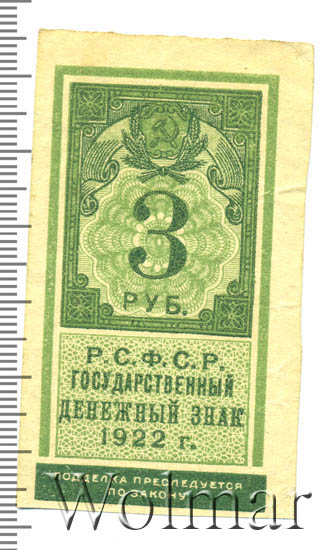 3
РУБ.
Р.С.Ф.С.Р.
ГОСУДАРСТВЕННЫЙ
ДЕНЕЖНЫЙ ЗНАК
1922 г.
ПОДДЕЛКА ПРЕСЛЕДУЕТСЯ
ПО ЗАКОНУ
Wolmar